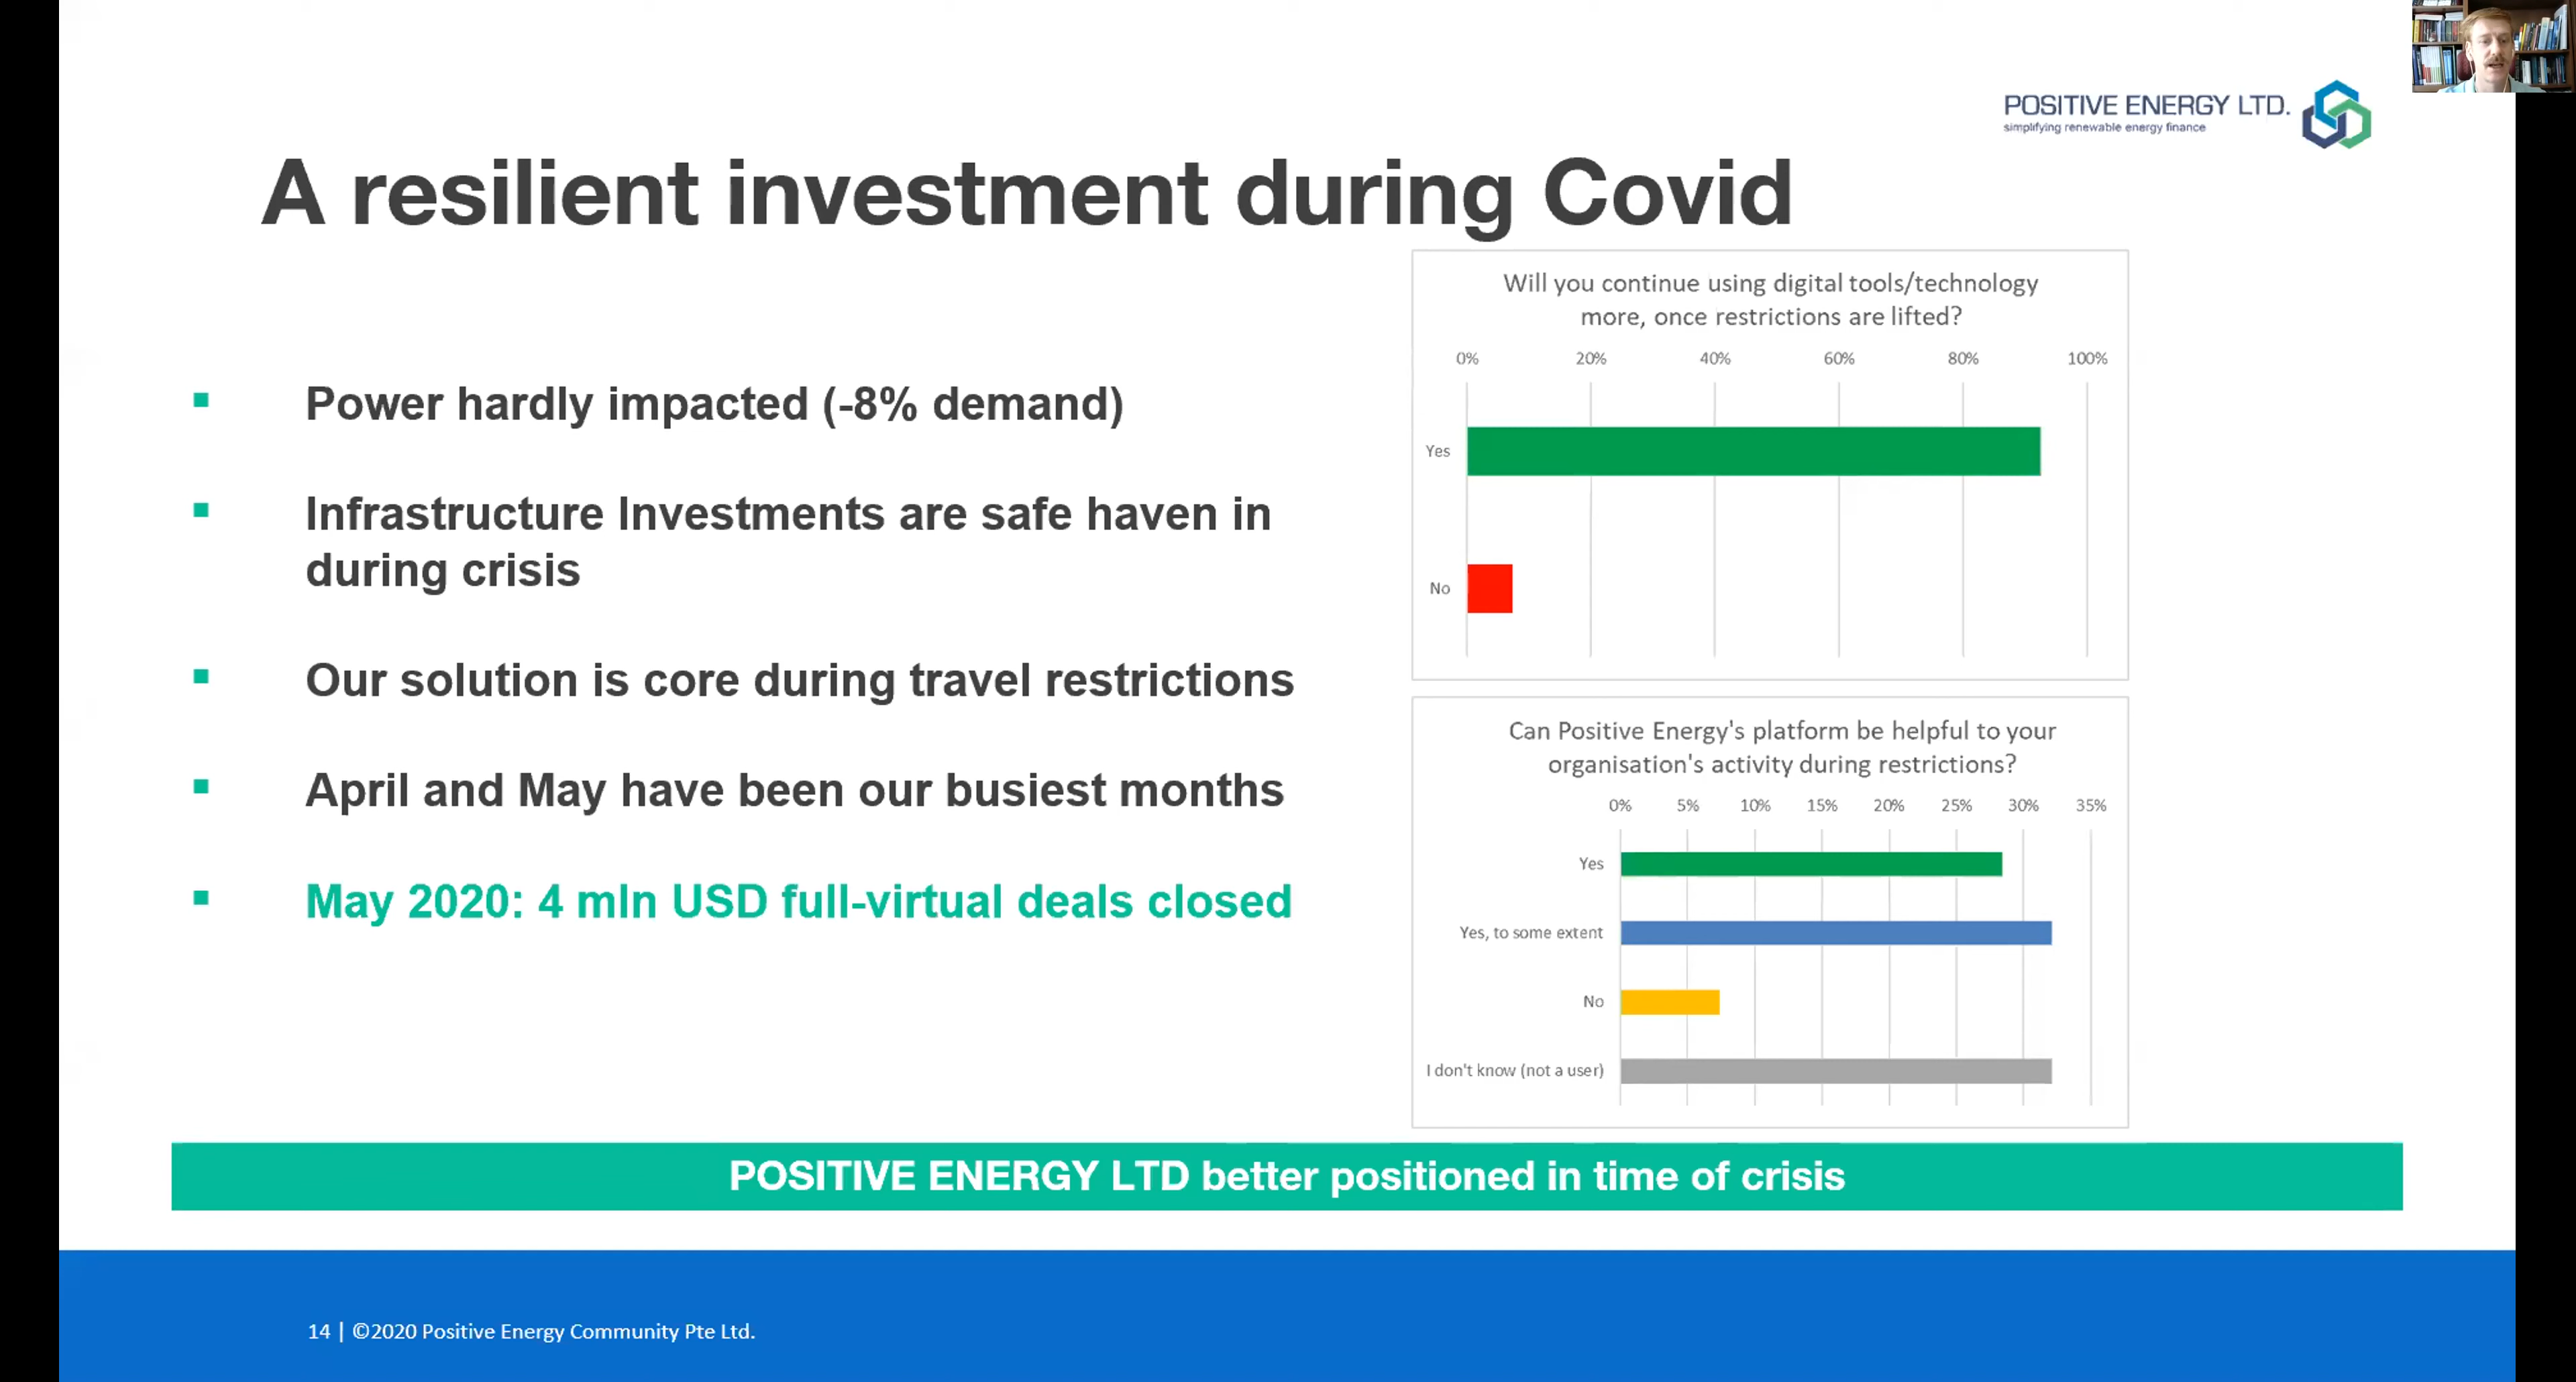 POSITIVE ENERGY LTD.
simplifying renewable energy finance
A resilient investment during Covid
Power hardly impacted (-8% demand)
Infrastructure Investments are safe haven in
during crisis
Our solution is core during travel restrictions
April and May have been our busiest months
May 2020: 4 mln USD full-virtual deals closed
Will you continue using digital tools/technology
more, once restrictions are lifted?
0% 20% 40% 60% 80% 100%
Yes
No
Can Positive Energy's platform be helpful to your
organisation's activity during restrictions?
0% 5% 10% 15% 20% 25% 30% 35%
Yes
Yes, to some extent
No
I don't know (not a user)
POSITIVE ENERGY LTD better positioned in time of crisis
14 | ©2020 Positive Energy Community Pte Ltd.